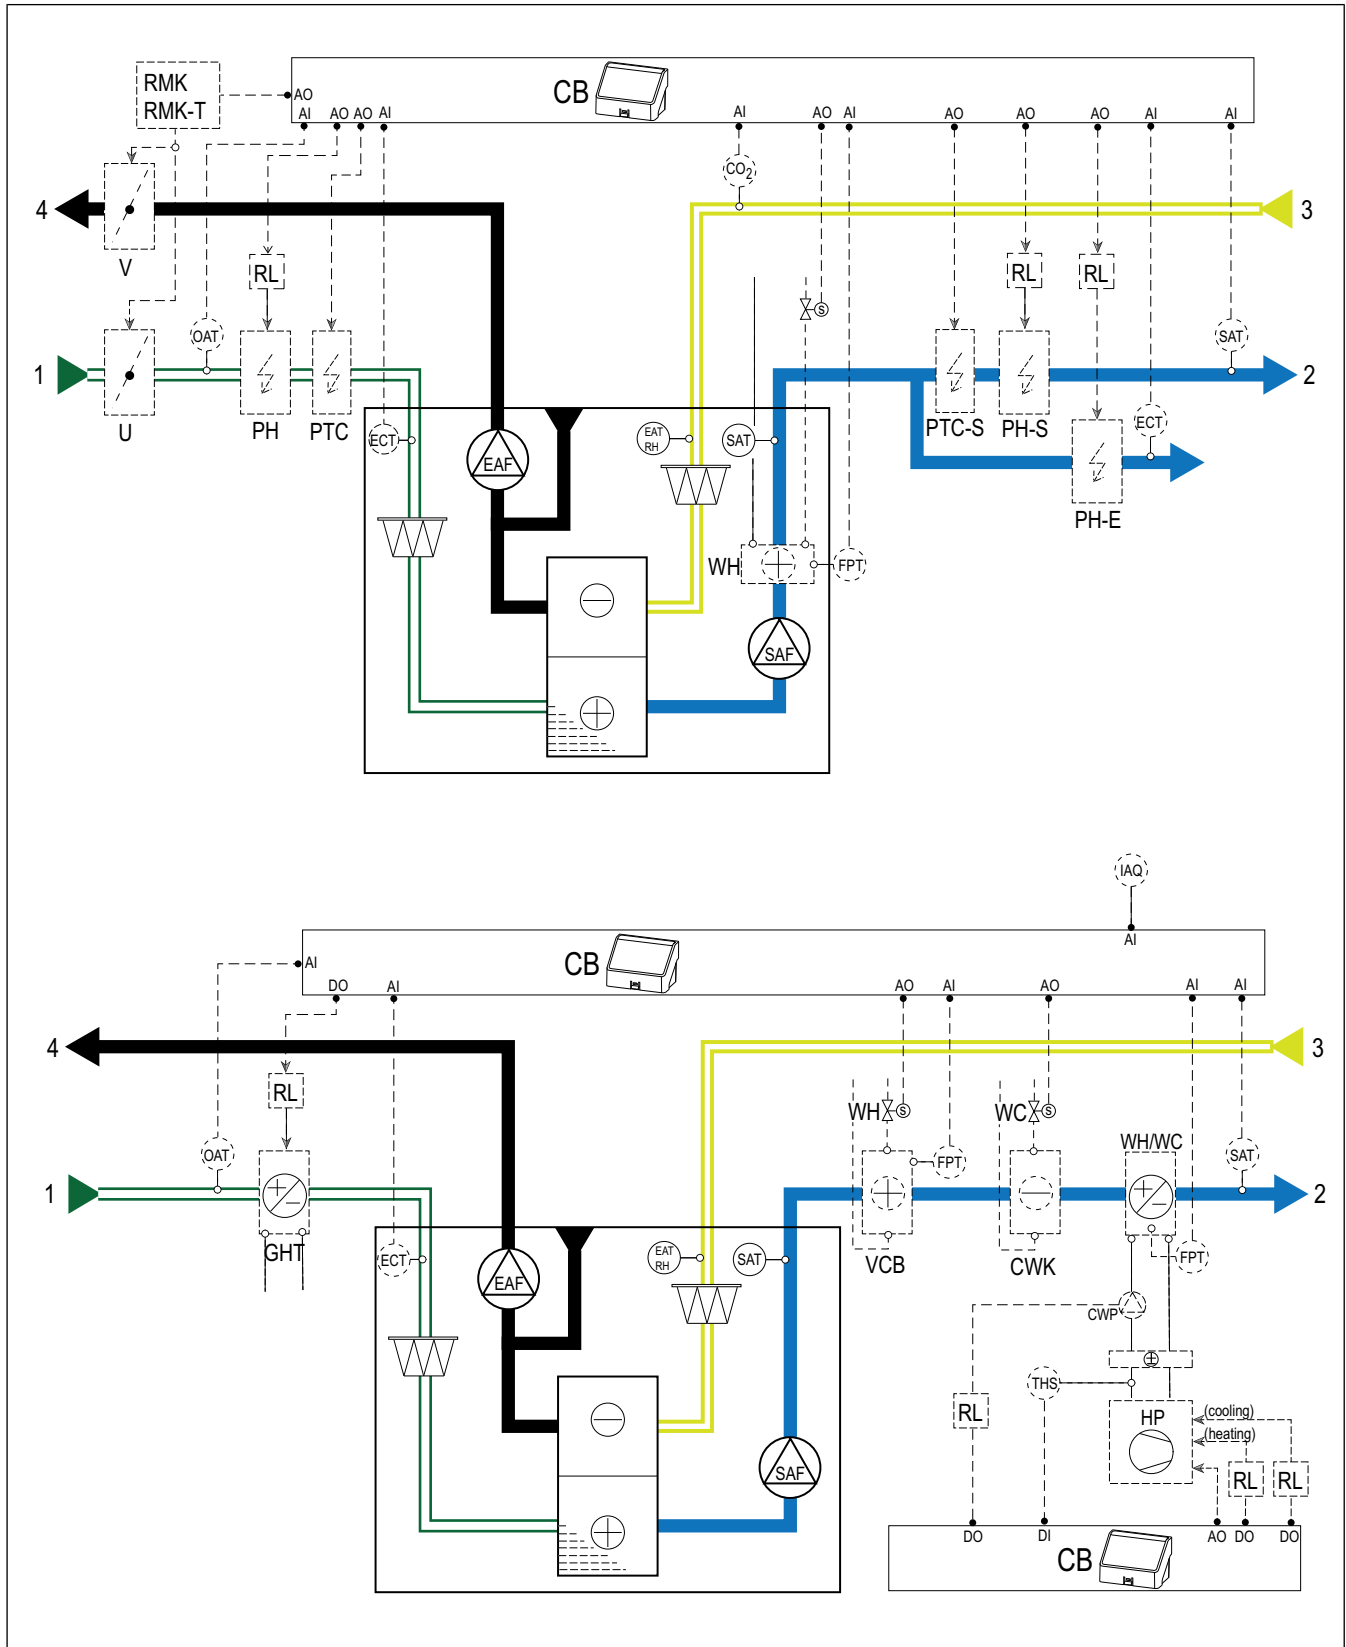 RMK
RMK-T
CB
AO
AI AO AO AI AI AO AI AO AO AO AI AI
CO2
4
3
V
RL RL RL
OAT
S
SAT
1
2
U PH PTC
PTC-S PH-S
ECT
EAF
EAT
RH
SAT
ECT
PH-E
WH
FPT
SAF
IAQ
CB
AI
AI
DO AI AO AI AO AI AI
4
3
RL
WH S
WC S
OAT
FPT
WH/WC
SAT
1
2
GHT
ECT
EAF
EAT
RH
SAT
VCB
CWK
FPT
CWP
THS
RL
HP
(cooling)
(heating)
SAF
RL RL
DO DI AO DO DO
CB